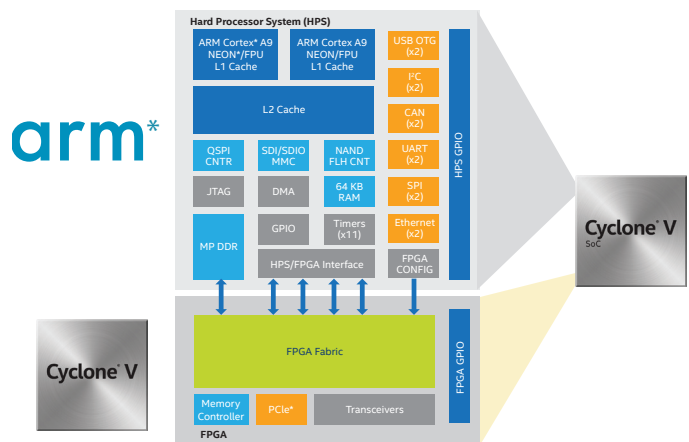 Hard Processor System (HPS)
ARM Cortex* A9
NEON*/FPU
L1 Cache
ARM Cortex A9
NEON/FPU
L1 Cache
USB OTG
(x2)
I²C
(x2)
L2 Cache
CAN
(x2)
arm*
QSPI
CNTR
SDI/SDIO
MMC
NAND
FLH CNT
UART
(x2)
HPS GPIO
JTAG
DMA
64 KB
RAM
SPI
(x2)
MP DDR
GPIO
Timers
(x11)
Ethernet
(x2)
HPS/FPGA Interface
FPGA
CONFIG
Cyclone® V
SoC
FPGA Fabric
FPGA GPIO
Cyclone® V
Memory
Controller
PCIe*
Transceivers
FPGA